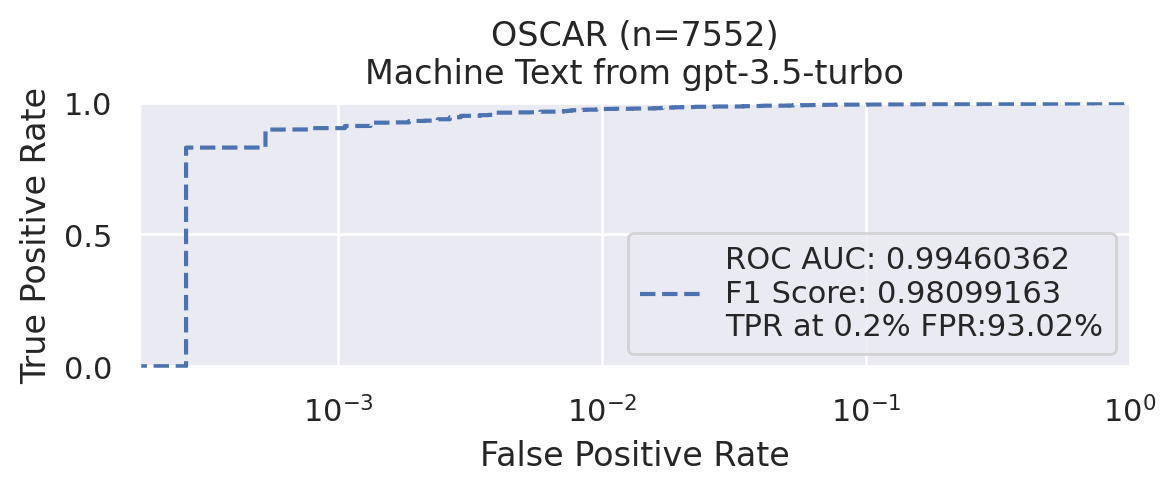 OSCAR (n=7552)
Machine Text from gpt-3.5-turbo
True Positive Rate
1.0
0.5
0.0
ROC AUC: 0.99460362
F1 Score: 0.98099163
TPR at 0.2% FPR:93.02%
10⁻³ 10⁻² 10⁻¹ 10⁰
False Positive Rate